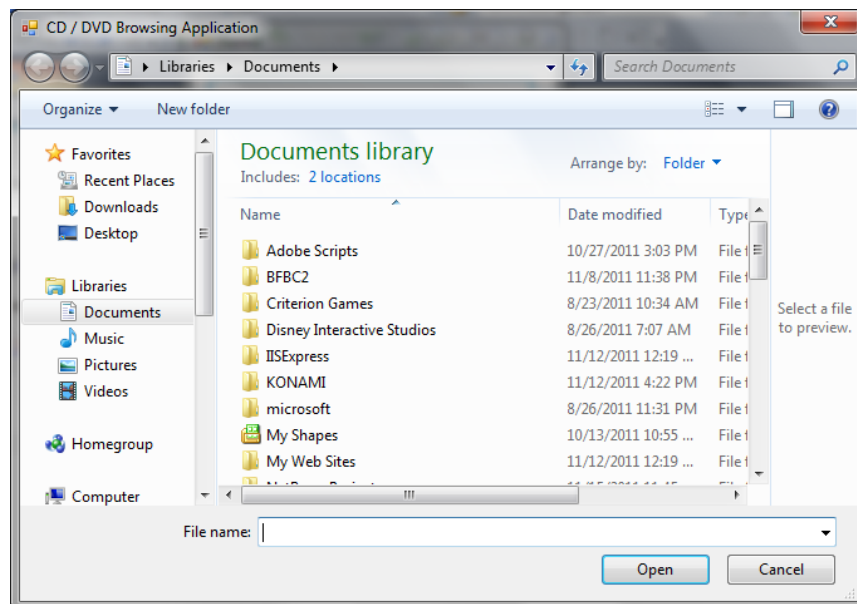 CD / DVD Browsing Application
Libraries Documents
Search Documents
Organize New folder
Favorites
Recent Places
Downloads
Desktop
Libraries
Documents
Music
Pictures
Videos
Homegroup
Computer
Documents library
Includes: 2 locations
Arrange by: Folder
Name Date modified Type
Adobe Scripts 10/27/2011 3:03 PM File f
BFBC2 11/8/2011 11:38 PM File f
Criterion Games 8/23/2011 10:34 AM File f
Disney Interactive Studios 8/26/2011 7:07 AM File f
IISExpress 11/12/2011 12:19 ... File f
KONAMI 11/12/2011 4:22 PM File f
microsoft 8/26/2011 11:31 PM File f
My Shapes 10/13/2011 10:55 ... File f
My Web Sites 11/12/2011 12:19 ... File f
Select a file
to preview.
File name:
Open Cancel